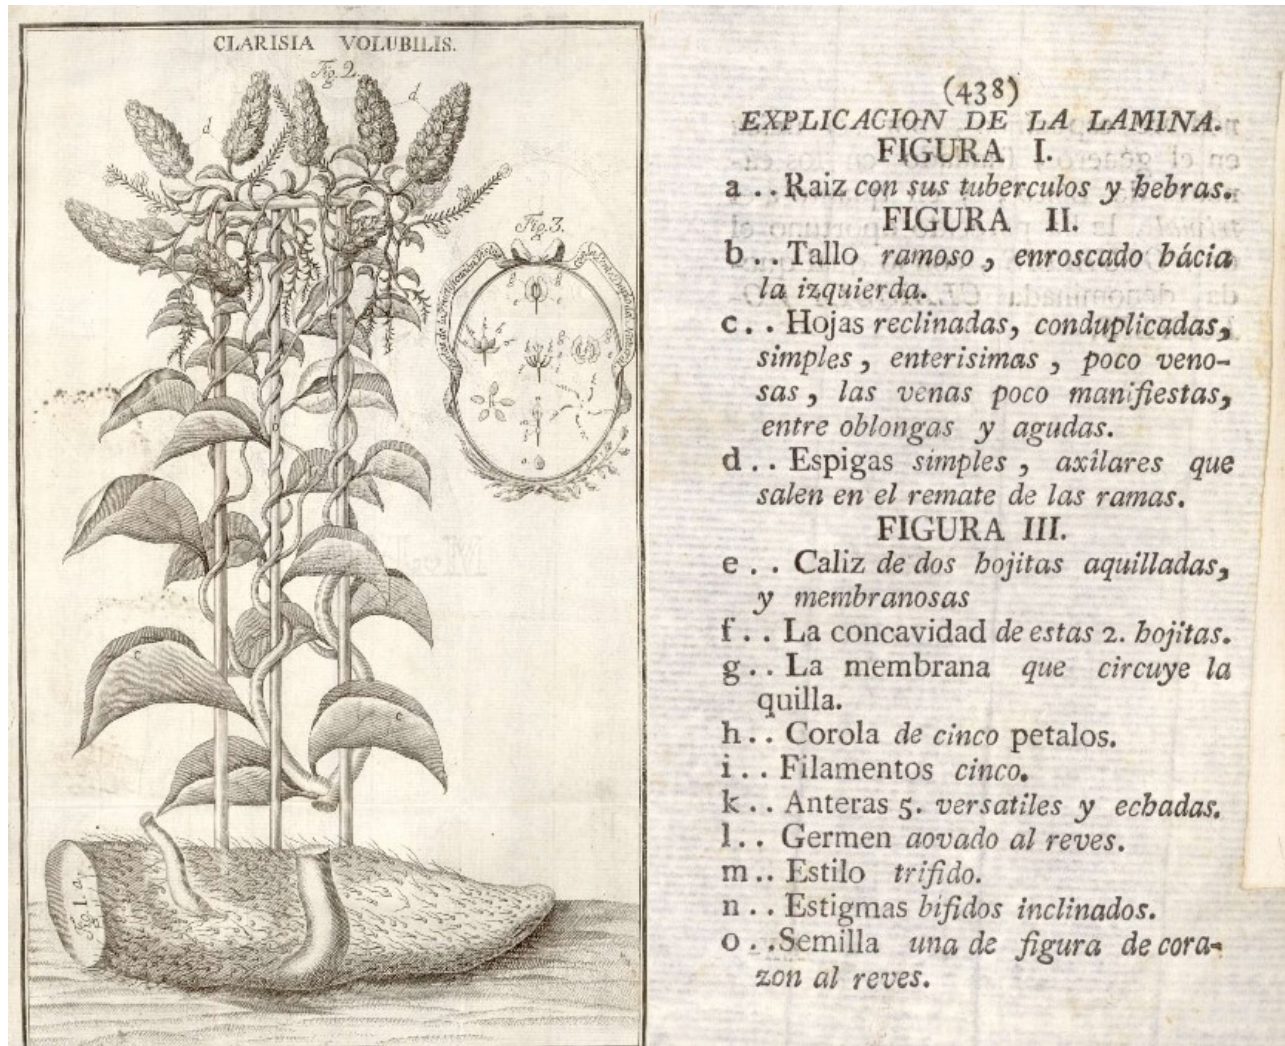 CLARISIA VOLUBILIS.
Fig. 2.
d
d
Fig. 3.
c
c
Fig. 1. a
(438)
EXPLICACION DE LA LAMINA.
FIGURA I.
a . . Raiz con sus tuberculos y hebras.
FIGURA II.
b . . Tallo ramoso, enroscado hácia
la izquierda.
c . . Hojas reclinadas, conduplicadas,
simples, enterisimas, poco veno-
sas, las venas poco manifiestas,
entre oblongas y agudas.
d . . Espigas simples, axîlares que
salen en el remate de las ramas.
FIGURA III.
e . . Caliz de dos hojitas aquilladas,
y membranosas
f . . La concavidad de estas 2. hojitas.
g . . La membrana que circuye la
quilla.
h . . Corola de cinco petalos.
i . . Filamentos cinco.
k . . Anteras 5. versatiles y echadas.
l . . Germen aovado al reves.
m . . Estilo trifido.
n . . Estigmas bifidos inclinados.
o . . Semilla una de figura de cora-
zon al reves.